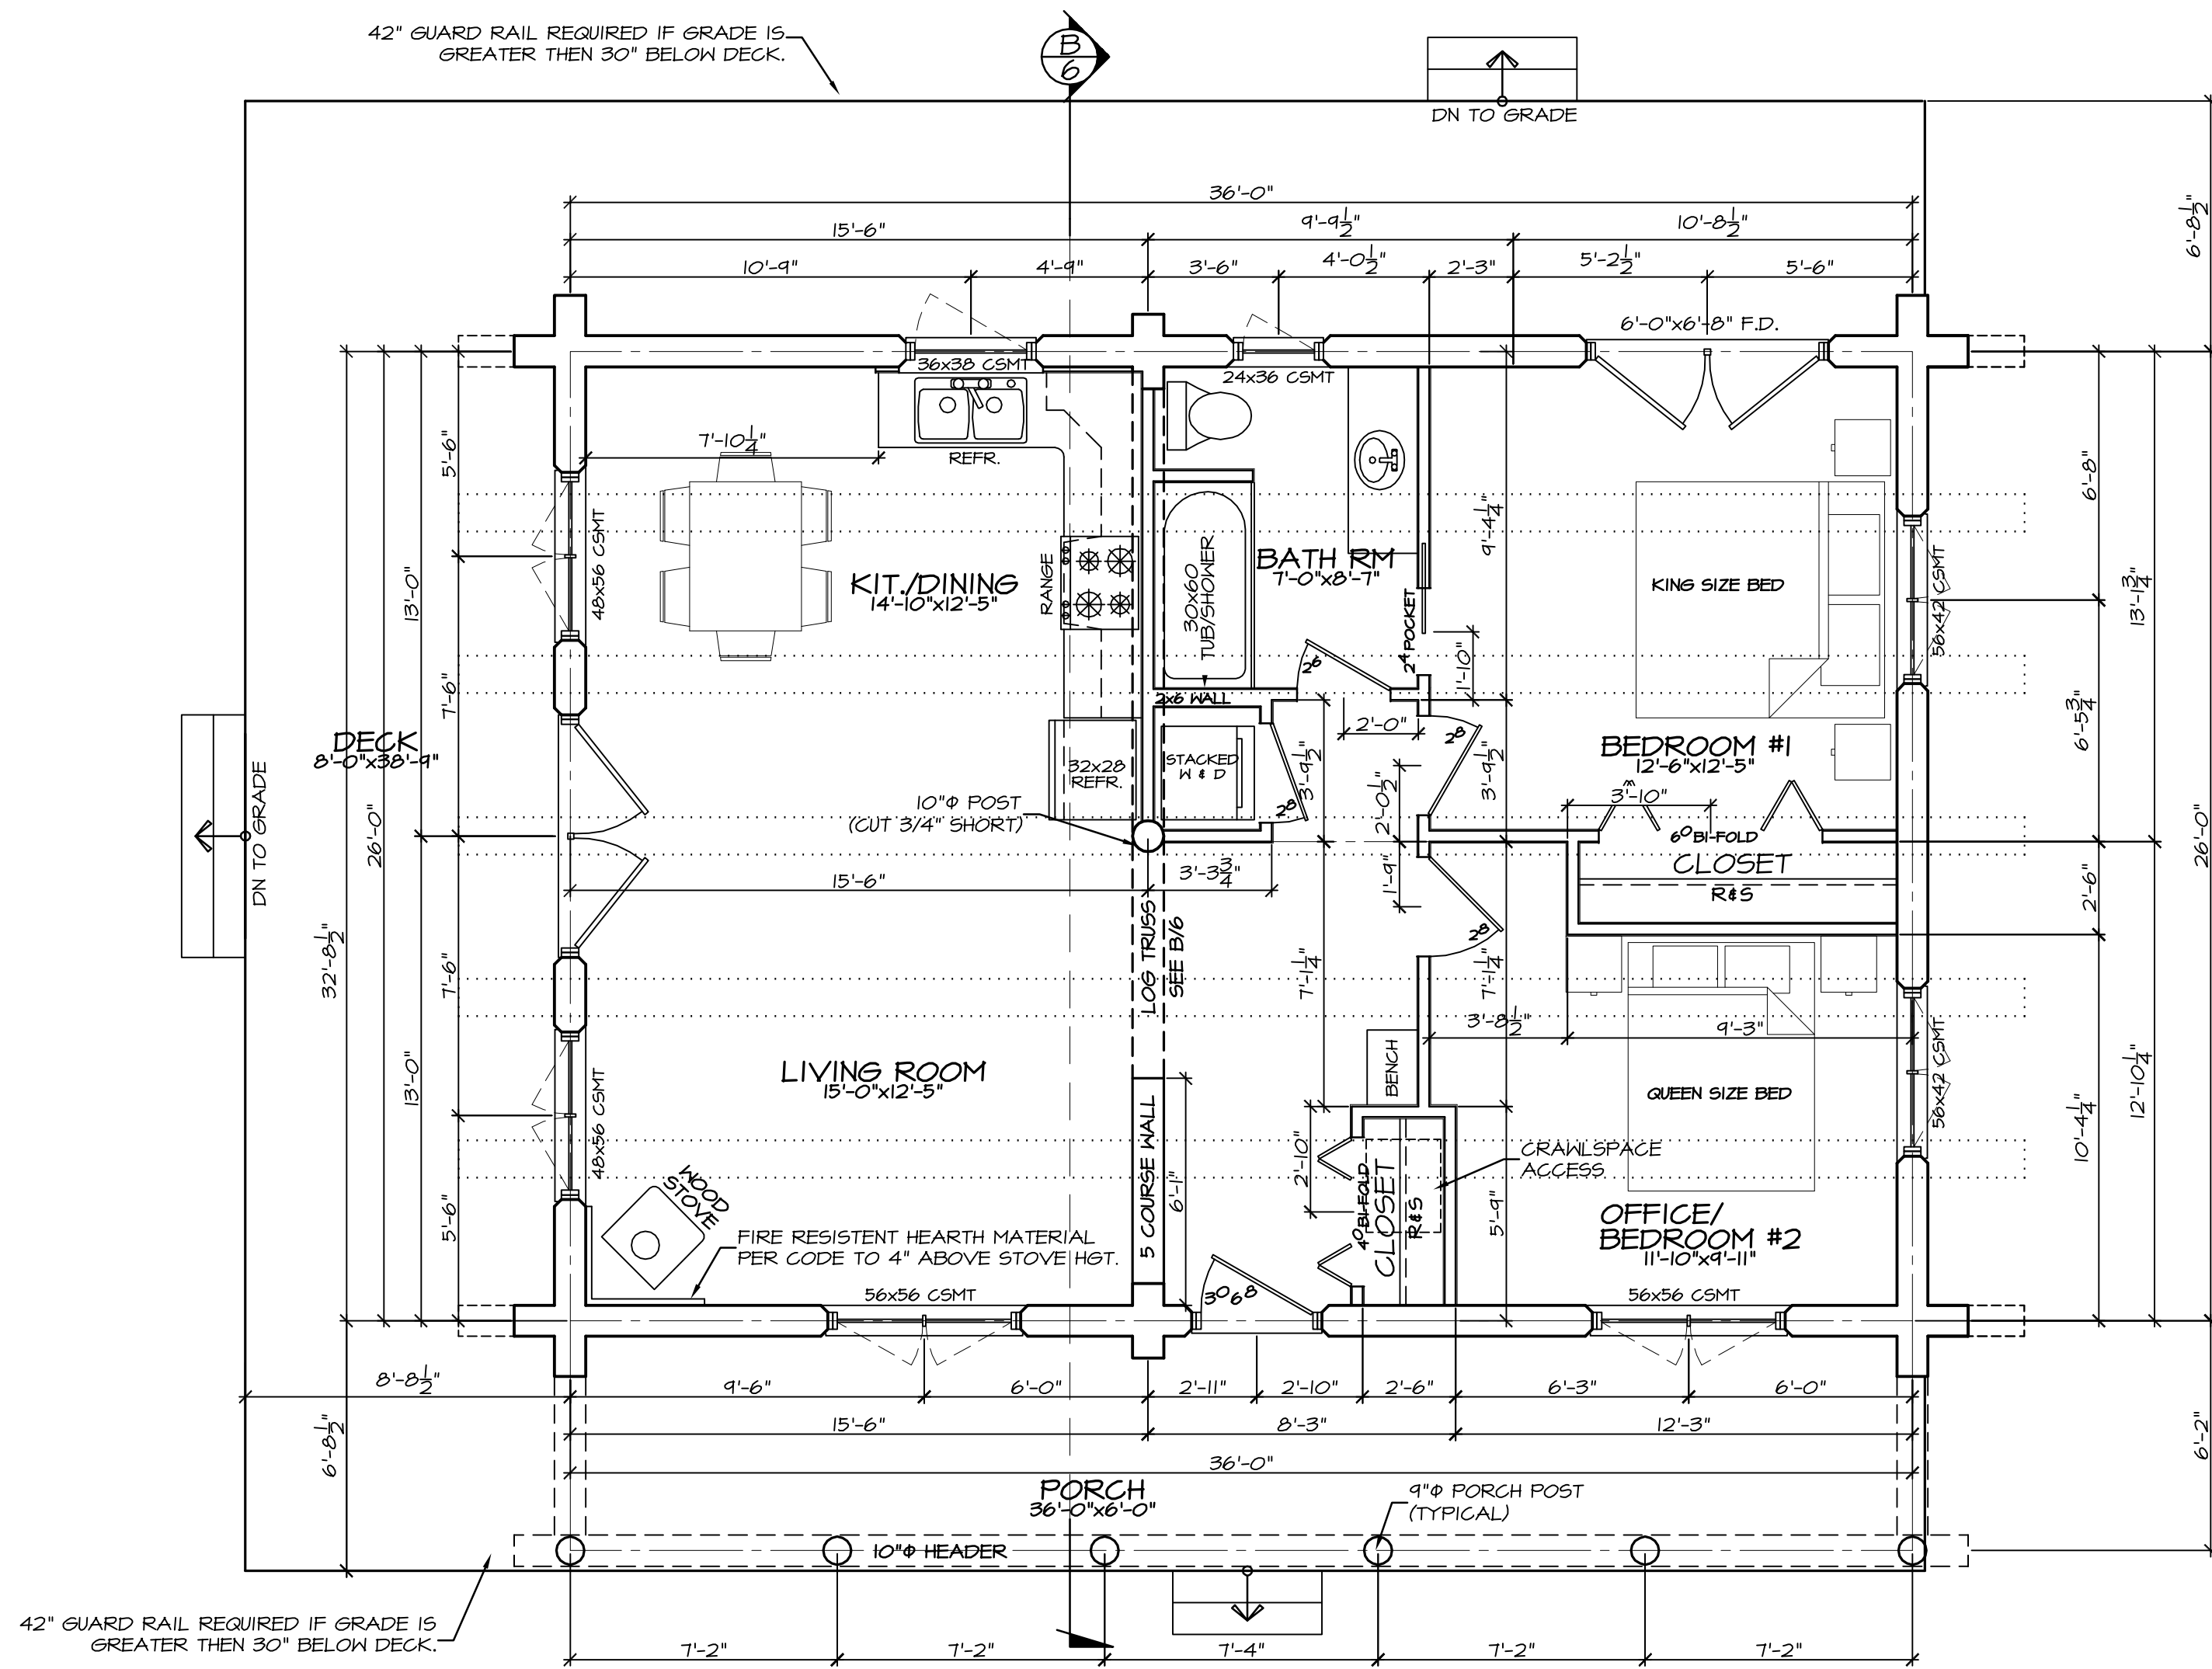 42" GUARD RAIL REQUIRED IF GRADE IS
GREATER THEN 30" BELOW DECK.
B
6
DN TO GRADE
36'-0"
6'-8 1/2"
15'-6"
9'-9 1/2"
10'-8 1/2"
10'-9"
4'-9"
3'-6"
4'-0 1/2"
2'-3"
5'-2 1/2"
5'-6"
6'-0"x6'-8" F.D.
36x38 CSMT
24x36 CSMT
5'-6"
7'-10 1/4"
REFR.
6'-8"
9'-4 1/4"
48x56 CSMT
13'-0"
KIT./DINING
14'-10"x12'-5"
RANGE
30x60
TUB/SHOWER
BATH RM
7'-0"x8'-7"
2⁴ POCKET
KING SIZE BED
56x42 CSMT
13'-1 3/4"
2⁶
1'-10"
7'-6"
2x6 WALL
2'-0"
2⁸
6'-5 3/4"
DECK
8'-0"x38'-9"
BEDROOM #1
12'-6"x12'-5"
32x28
REFR.
STACKED
W & D
3'-9 1/2"
3'-9 1/2"
2⁸
2'-0 1/2"
3'-10"
10"Φ POST
(CUT 3/4" SHORT)
DN TO GRADE
26'-0"
26'-0"
6⁰ BI-FOLD
CLOSET
R&S
15'-6"
3'-3 3/4"
1'-9"
2'-6"
2⁸
32'-8 1/2"
7'-6"
LOG TRUSS
SEE B/6
7'-1 1/4"
7'-1 1/4"
3'-8 1/2"
9'-3"
13'-0"
LIVING ROOM
15'-0"x12'-5"
BENCH
QUEEN SIZE BED
56x42 CSMT
12'-10 1/4"
10'-4 1/4"
48x56 CSMT
5 COURSE WALL
6'-1"
2'-10"
4⁰ BI-FOLD
CLOSET
R&S
CRAWLSPACE
ACCESS
5'-9"
WOOD
STOVE
5'-6"
FIRE RESISTENT HEARTH MATERIAL
PER CODE TO 4" ABOVE STOVE HGT.
OFFICE/
BEDROOM #2
11'-10"x9'-11"
56x56 CSMT
3⁰ 6⁸
56x56 CSMT
8'-8 1/2"
9'-6"
6'-0"
2'-11"
2'-10"
2'-6"
6'-3"
6'-0"
6'-8 1/2"
15'-6"
8'-3"
12'-3"
6'-2"
36'-0"
PORCH
36'-0"x6'-0"
9"Φ PORCH POST
(TYPICAL)
10"Φ HEADER
42" GUARD RAIL REQUIRED IF GRADE IS
GREATER THEN 30" BELOW DECK.
7'-2"
7'-2"
7'-4"
7'-2"
7'-2"